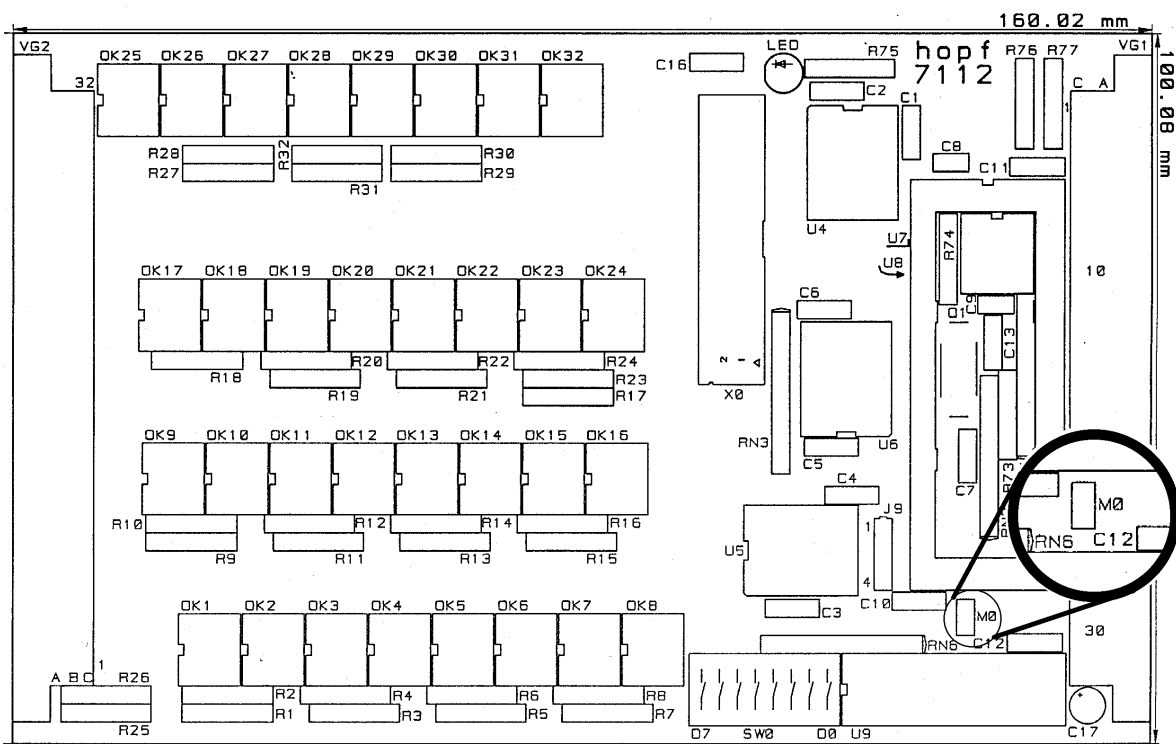 160.02 mm
VG2
OK25 OK26 OK27 OK28 OK29 OK30 OK31 OK32
C16
LED
R75
hopf
7112
R76 R77
VG1
100.08 mm
32
C2
C1
C A
1
R28
R27
R32
R31
R30
R29
C8
C11
U4
U7
U8
R74
10
OK17 OK18 OK19 OK20 OK21 OK22 OK23 OK24
C6
C9
Q1
C13
R18
R20
R19
R22
R21
R24
R23
R17
2 1
X0
RN3
OK9 OK10 OK11 OK12 OK13 OK14 OK15 OK16
U6
C5
C7
R73
C4
J9
R10
R9
R12
R11
R14
R13
R16
R15
1
U5
4
M0
RN6
C12
C3
C10
M0
OK1 OK2 OK3 OK4 OK5 OK6 OK7 OK8
30
RN6
C12
A B C
1
R26
R25
R2
R1
R4
R3
R6
R5
R8
R7
D7 SW0 D0 U9
C17